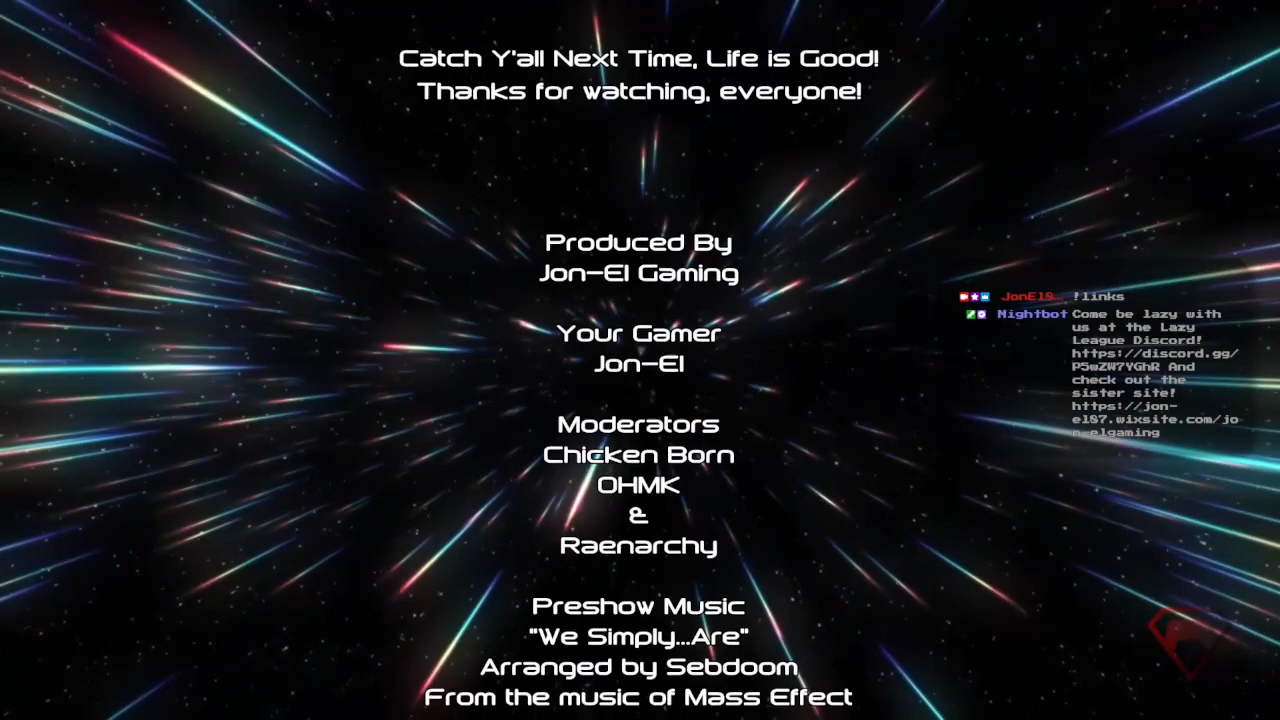 Catch Y'all Next Time, Life is Good!
Thanks for watching, everyone!
Produced By
Jon-El Gaming
Your Gamer
Jon-El
Moderators
Chicken Born
OHMK
&
Raenarchy
Preshow Music
"We Simply...Are"
Arranged by Sebdoom
From the music of Mass Effect
JonEl8... !links
Nightbot Come be lazy with
us at the Lazy
League Discord!
https://discord.gg/
P5wZW7YGhR And
check out the
sister site!
https://jon-
el87.wixsite.com/jo
n-elgaming